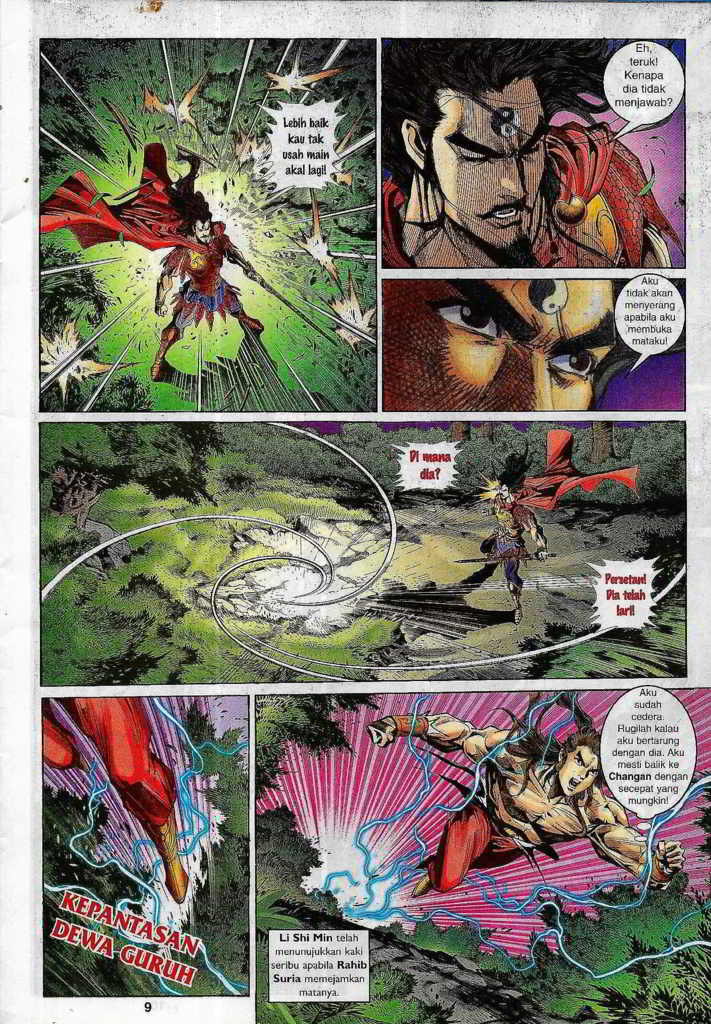 Lebih baik
kau tak
usah main
akal lagi!
Eh,
teruk!
Kenapa
dia tidak
menjawab?
Aku
tidak akan
menyerang
apabila aku
membuka
mataku!
Di mana
dia?
Persetan!
Dia telah
lari!
KEPANTASAN
DEWA GURUH
Aku
sudah
cedera.
Rugilah kalau
aku bertarung
dengan dia. Aku
mesti balik ke
Changan dengan
secepat yang
mungkin!
Li Shi Min telah
menunujukkan kaki
seribu apabila Rahib
Suria memejamkan
matanya.
9